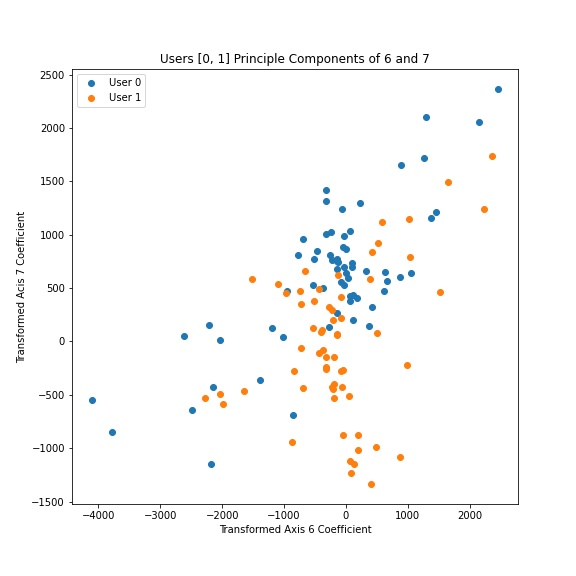 Users [0, 1] Principle Components of 6 and 7
User 0
User 1
Transformed Acis 7 Coefficient
2500
2000
1500
1000
500
0
−500
−1000
−1500
−4000 −3000 −2000 −1000 0 1000 2000
Transformed Axis 6 Coefficient